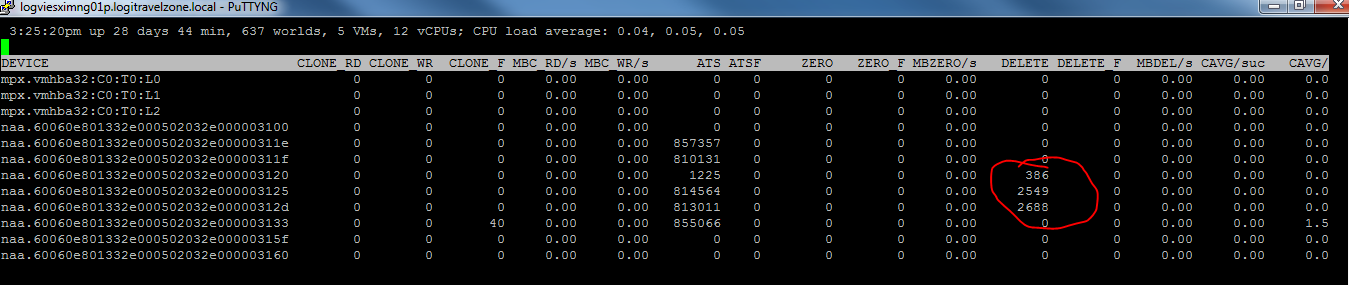 logviesximng01p.logitravelzone.local - PuTTYNG
3:25:20pm up 28 days 44 min, 637 worlds, 5 VMs, 12 vCPUs; CPU load average: 0.04, 0.05, 0.05
DEVICE CLONE_RD CLONE_WR CLONE_F MBC_RD/s MBC_WR/s ATS ATSF ZERO ZERO_F MBZERO/s DELETE DELETE_F MBDEL/s CAVG/suc CAVG/
mpx.vmhba32:C0:T0:L0 0 0 0 0.00 0.00 0 0 0 0 0.00 0 0 0.00 0.00 0.0
mpx.vmhba32:C0:T0:L1 0 0 0 0.00 0.00 0 0 0 0 0.00 0 0 0.00 0.00 0.0
mpx.vmhba32:C0:T0:L2 0 0 0 0.00 0.00 0 0 0 0 0.00 0 0 0.00 0.00 0.0
naa.60060e801332e000502032e000003100 0 0 0 0.00 0.00 0 0 0 0 0.00 0 0 0.00 0.00 0.0
naa.60060e801332e000502032e00000311e 0 0 0 0.00 0.00 857357 0 0 0 0.00 0 0 0.00 0.00 0.0
naa.60060e801332e000502032e00000311f 0 0 0 0.00 0.00 810131 0 0 0 0.00 0 0 0.00 0.00 0.0
naa.60060e801332e000502032e000003120 0 0 0 0.00 0.00 1225 0 0 0 0.00 386 0 0.00 0.00 0.0
naa.60060e801332e000502032e000003125 0 0 0 0.00 0.00 814564 0 0 0 0.00 2549 0 0.00 0.00 0.0
naa.60060e801332e000502032e00000312d 0 0 0 0.00 0.00 813011 0 0 0 0.00 2688 0 0.00 0.00 0.0
naa.60060e801332e000502032e000003133 0 0 40 0.00 0.00 855066 0 0 0 0.00 0 0 0.00 0.00 1.5
naa.60060e801332e000502032e00000315f 0 0 0 0.00 0.00 0 0 0 0 0.00 0 0 0.00 0.00 0.0
naa.60060e801332e000502032e000003160 0 0 0 0.00 0.00 0 0 0 0 0.00 0 0 0.00 0.00 0.0